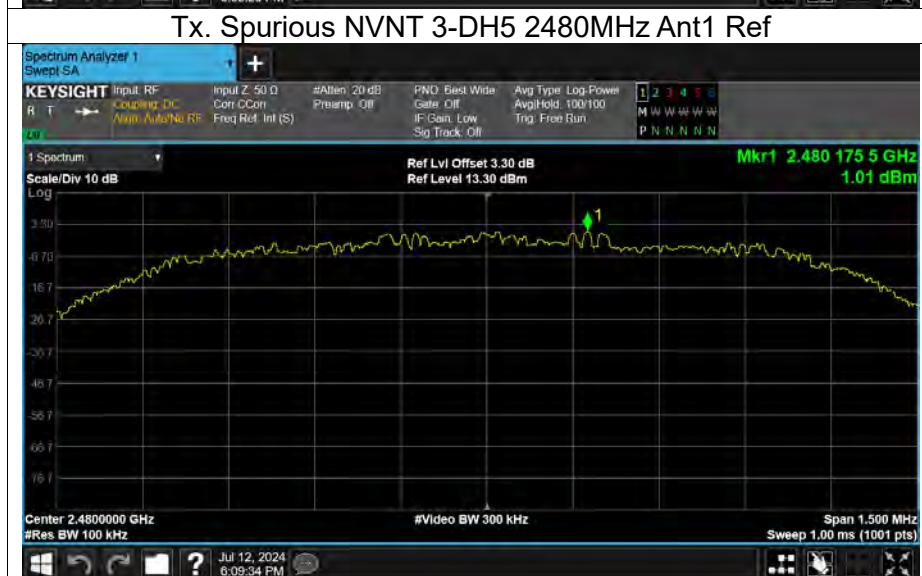 Tx. Spurious NVNT 3-DH5 2480MHz Ant1 Ref
Spectrum Analyzer 1
Swept SA
+
KEYSIGHT Input: RF Input Z: 50 Ω #Atten: 20 dB PNO: Best Wide Avg Type: Log-Power 1 2 3 4 5 6
R T Coupling: DC Corr CCorr Preamp: Off Gate: Off Avg|Hold: 100/100 M W W W W W
Align: Auto/No RF Freq Ref: Int (S) IF Gain: Low Trig: Free Run
Sig Track: Off P N N N N N
1 Spectrum Ref Lvl Offset 3.30 dB Mkr1 2.480 175 5 GHz
Scale/Div 10 dB Ref Level 13.30 dBm 1.01 dBm
Log
1
3.30
-6.70
-16.7
-26.7
-36.7
-46.7
-56.7
-66.7
-76.7
Center 2.4800000 GHz #Video BW 300 kHz Span 1.500 MHz
#Res BW 100 kHz Sweep 1.00 ms (1001 pts)
? Jul 12, 2024
6:09:34 PM